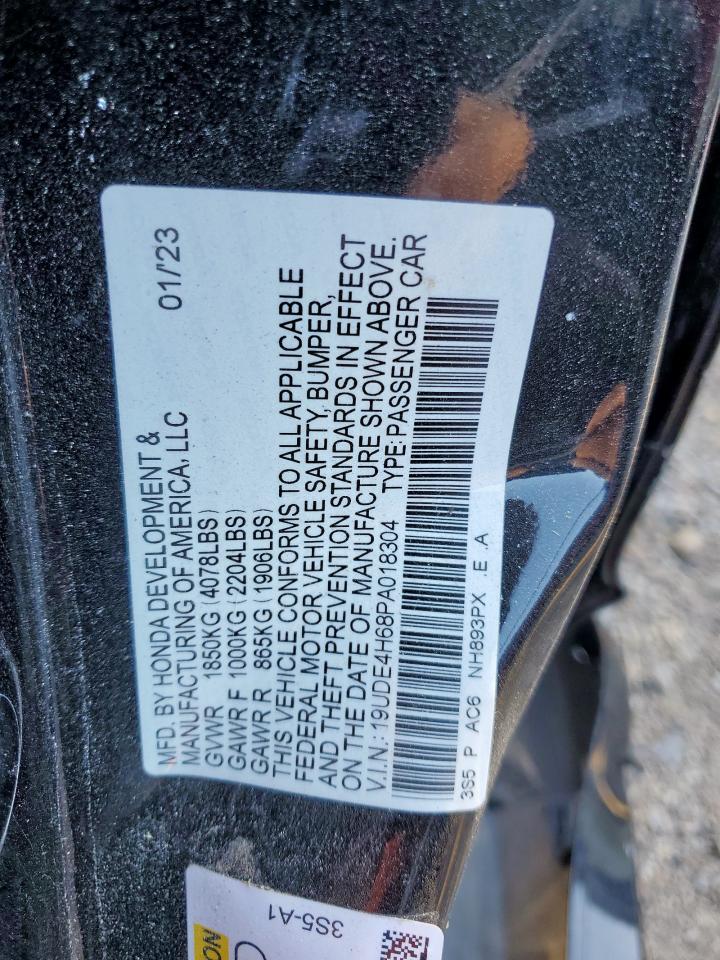 MFD. BY HONDA DEVELOPMENT &
MANUFACTURING OF AMERICA, LLC 01/'23
GVWR 1850KG (4078LBS)
GAWR F 1000KG (2204LBS)
GAWR R 865KG (1906LBS)
THIS VEHICLE CONFORMS TO ALL APPLICABLE
FEDERAL MOTOR VEHICLE SAFETY, BUMPER,
AND THEFT PREVENTION STANDARDS IN EFFECT
ON THE DATE OF MANUFACTURE SHOWN ABOVE.
V.I.N: 19UDE4H68PA018304 TYPE: PASSENGER CAR
3S5 P AC6 NH893PX .E .A
3S5-A1